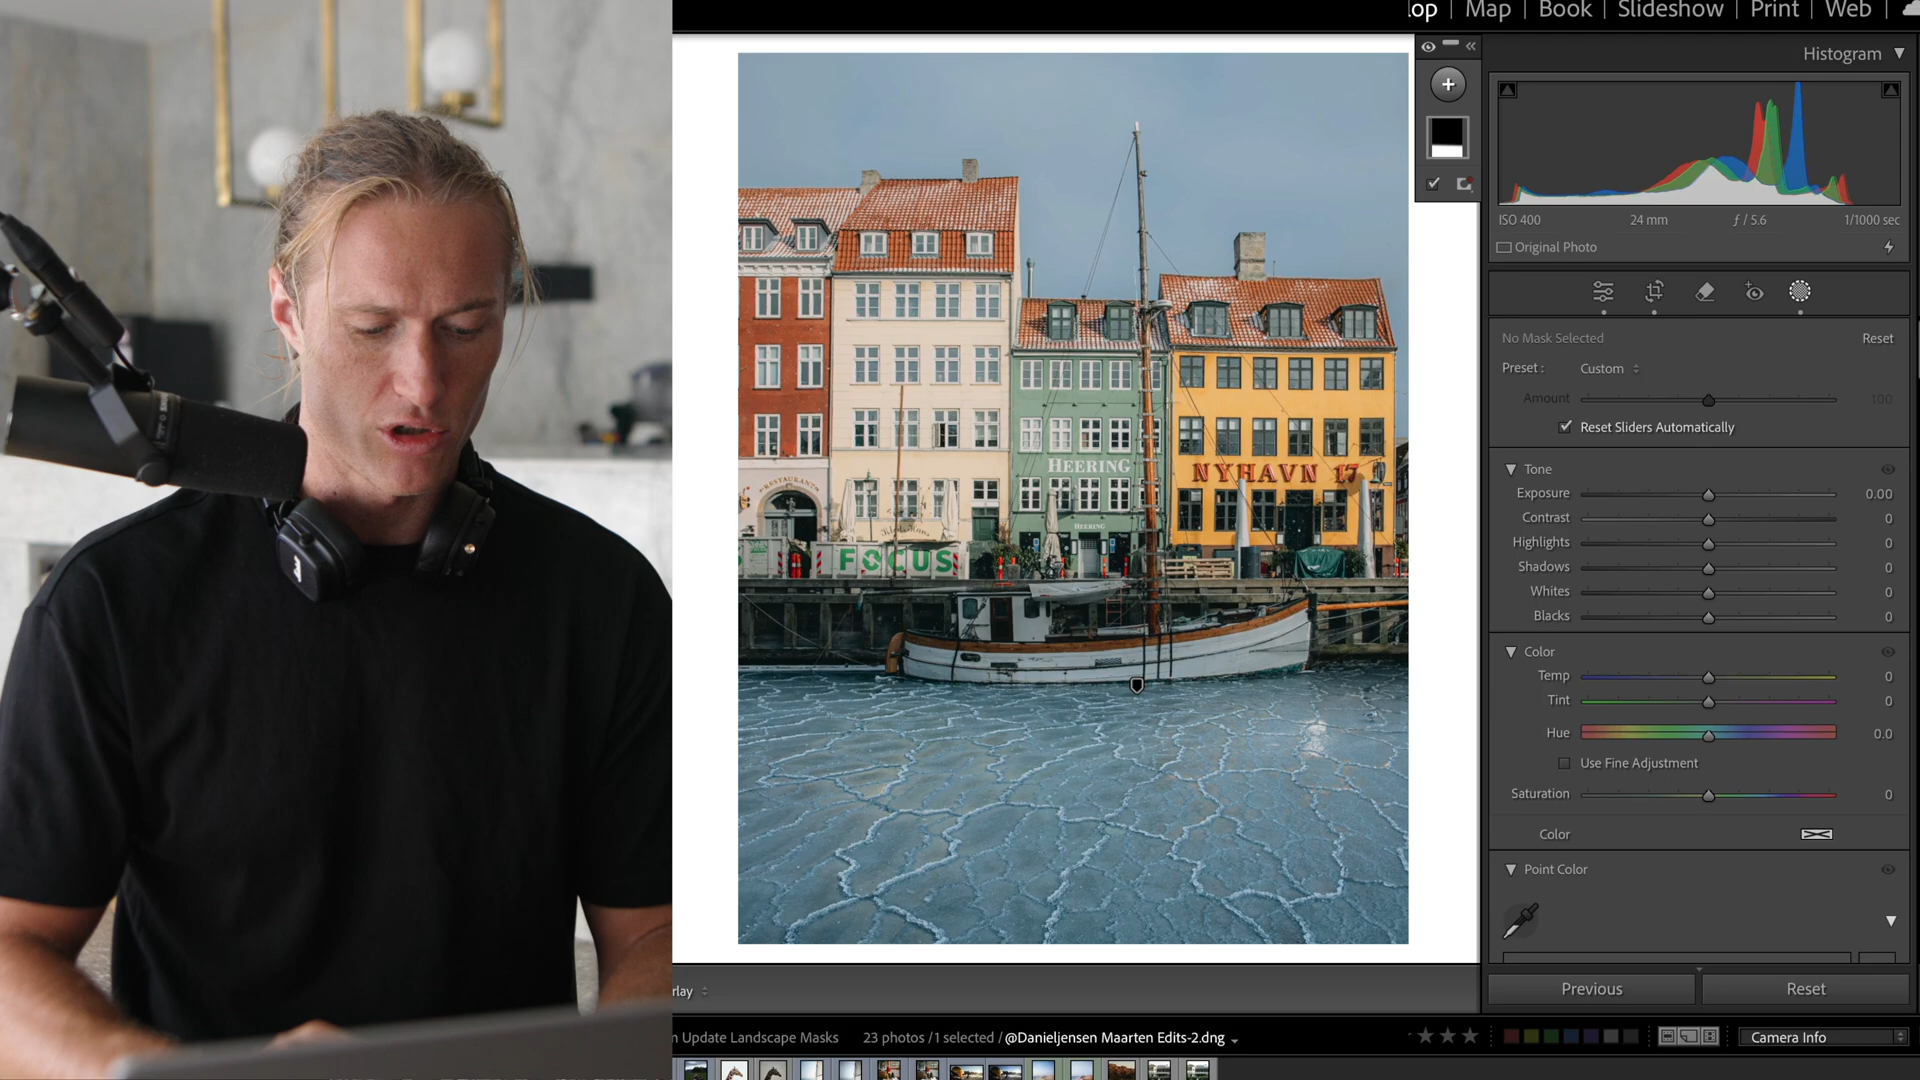 op | Map | Book | Slideshow | Print | Web |
Histogram
ISO 400 24 mm ƒ / 5.6 1/1000 sec
Original Photo
No Mask Selected Reset
Preset : Custom
Amount 100
Reset Sliders Automatically
Tone
Exposure 0.00
Contrast 0
Highlights 0
Shadows 0
Whites 0
Blacks 0
Color
Temp 0
Tint 0
Hue 0.0
Use Fine Adjustment
Saturation 0
Color
Point Color
Previous Reset
RESTAURANT
HEERING
NYHAVN 17
HEERING
FOCUS
rlay
n Update Landscape Masks 23 photos / 1 selected / @Danieljensen Maarten Edits-2.dng
Camera Info